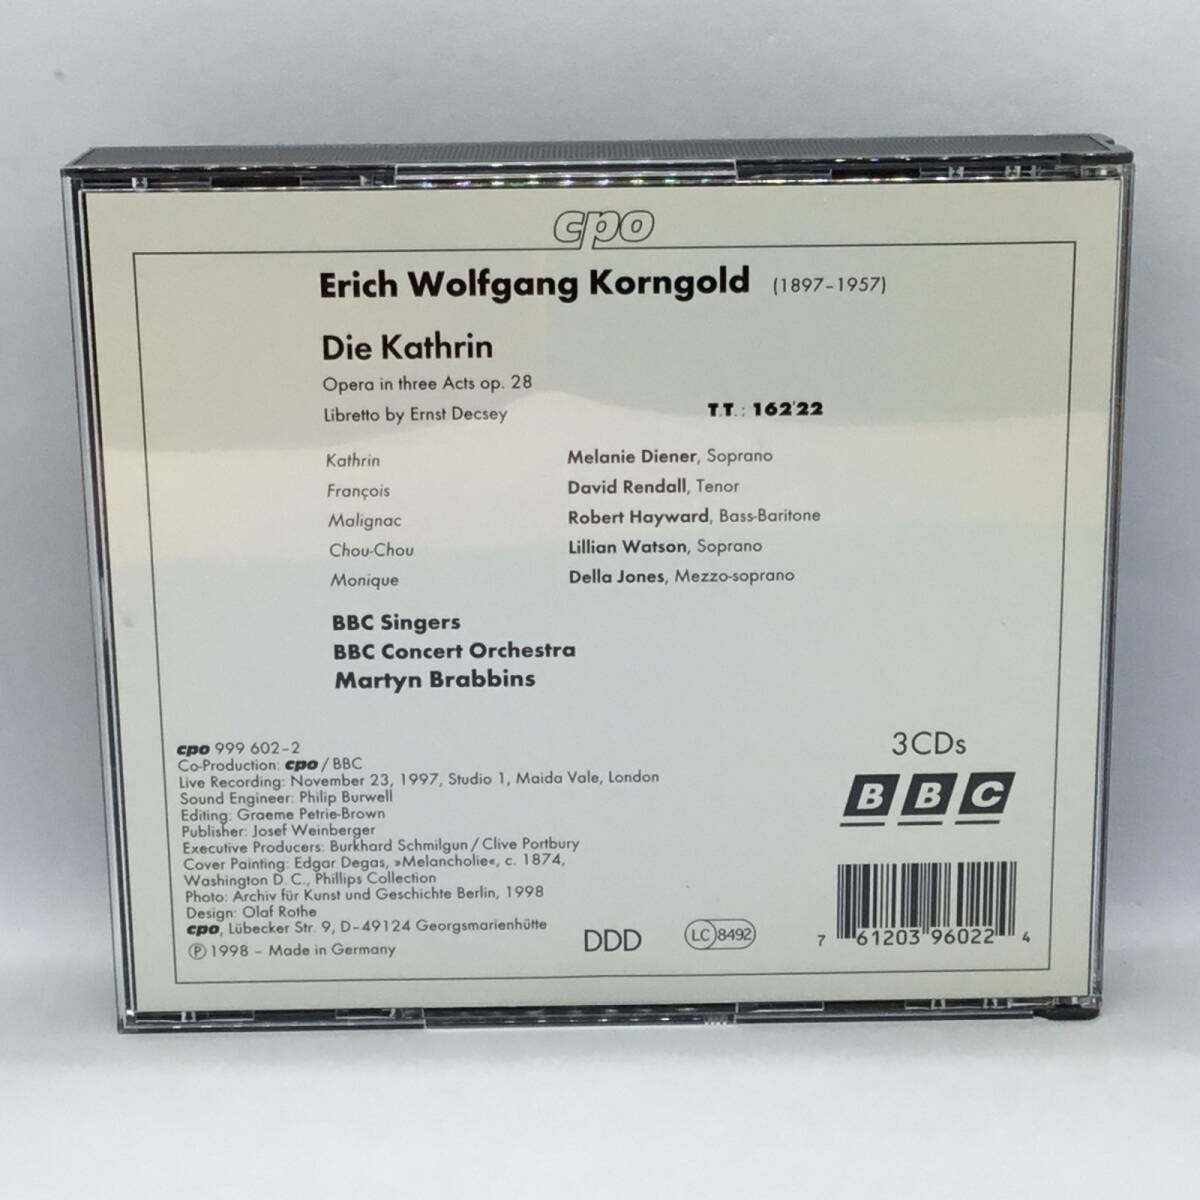 cpo
Erich Wolfgang Korngold (1897–1957)
Die Kathrin
Opera in three Acts op. 28
Libretto by Ernst Decsey
T.T.: 162'22
Kathrin Melanie Diener, Soprano
François David Rendall, Tenor
Malignac Robert Hayward, Bass-Baritone
Chou-Chou Lillian Watson, Soprano
Monique Della Jones, Mezzo-soprano
BBC Singers
BBC Concert Orchestra
Martyn Brabbins
cpo 999 602–2
Co-Production: cpo / BBC
Live Recording: November 23, 1997, Studio 1, Maida Vale, London
Sound Engineer: Philip Burwell
Editing: Graeme Petrie-Brown
Publisher: Josef Weinberger
Executive Producers: Burkhard Schmilgun / Clive Portbury
Cover Painting: Edgar Degas, »Melancholie«, c. 1874,
Washington D. C., Phillips Collection
Photo: Archiv für Kunst und Geschichte Berlin, 1998
Design: Olaf Rothe
cpo, Lübecker Str. 9, D–49124 Georgsmarienhütte
Ⓟ 1998 – Made in Germany
DDD
LC 8492
3 CDs
BBC
7 61203 96022 4